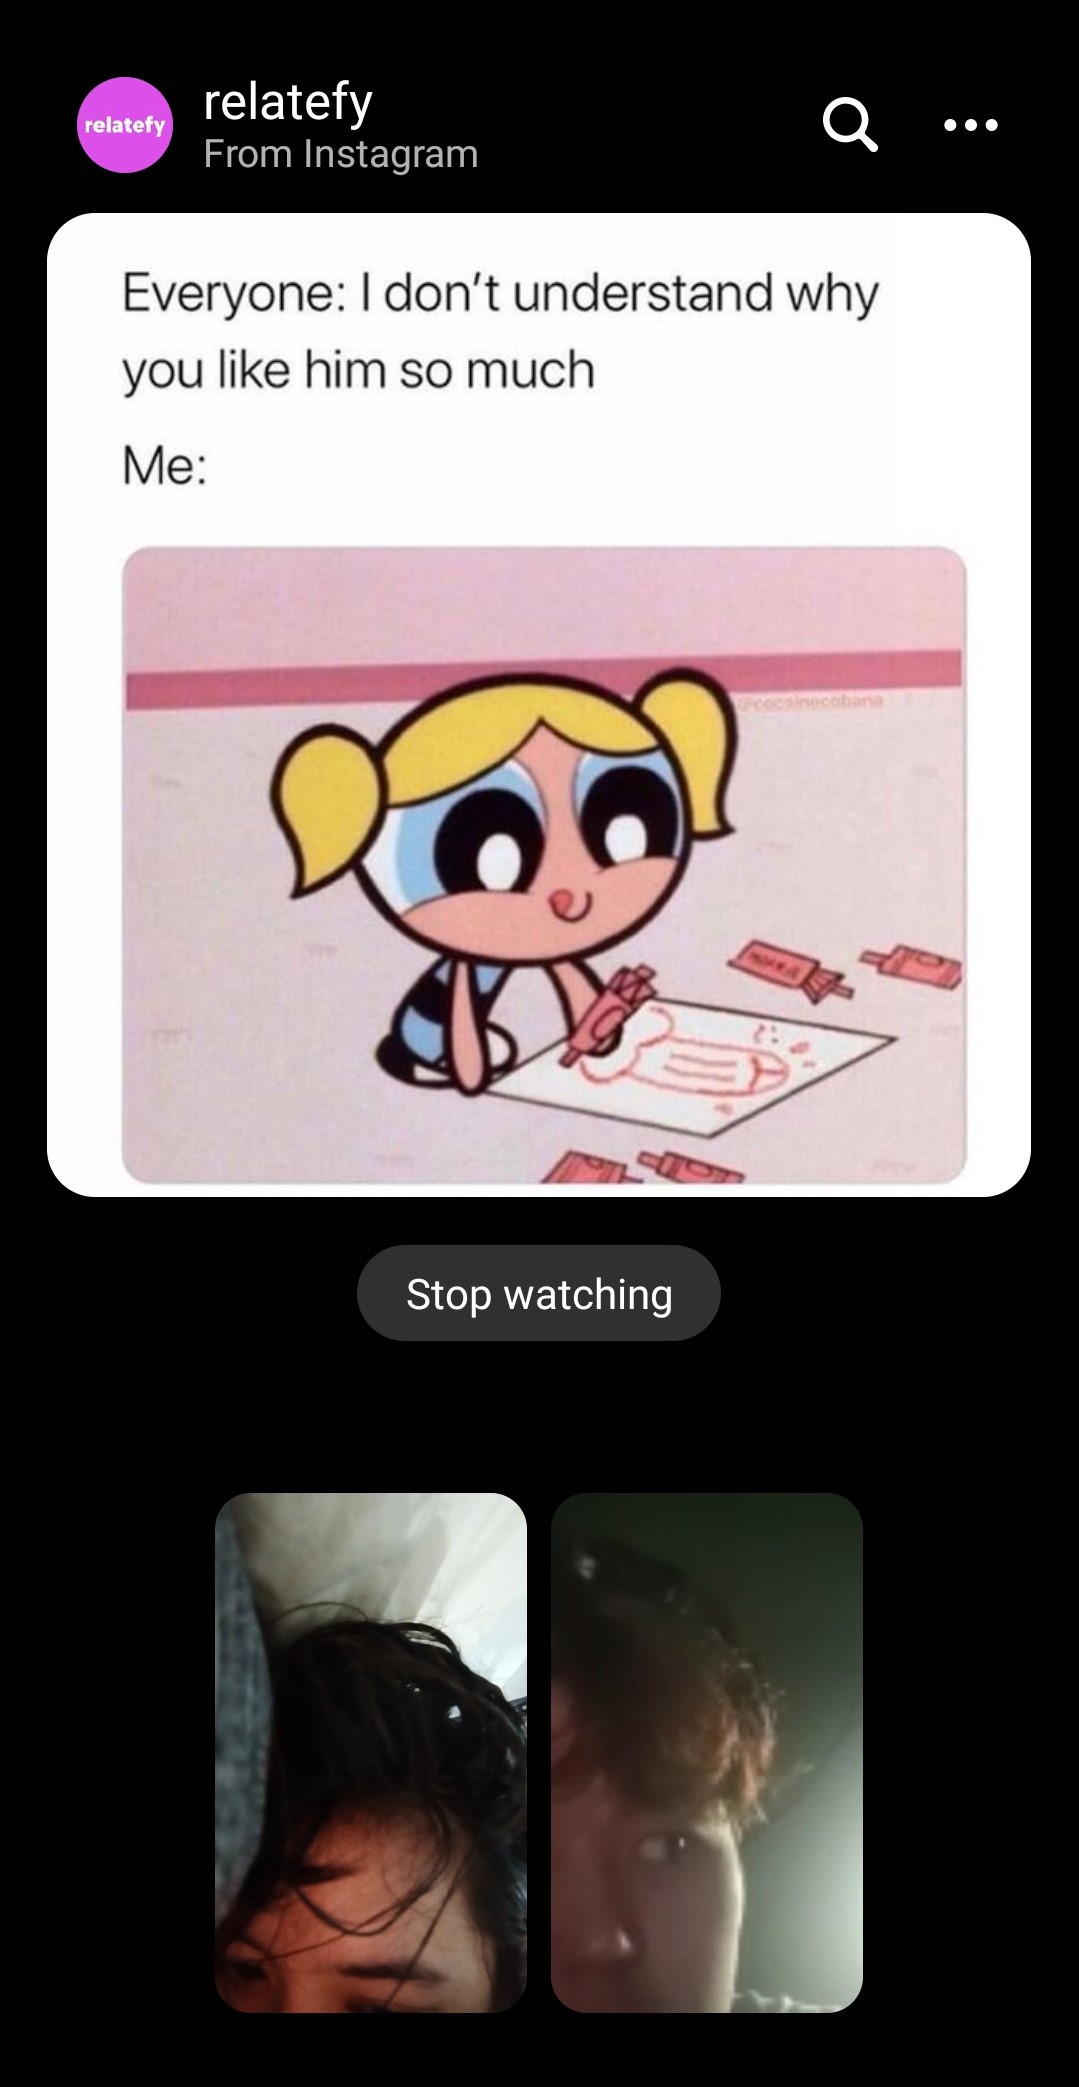 relatefy
relatefy
From Instagram
Everyone: I don't understand why
you like him so much
Me:
@cocainecobana
Stop watching